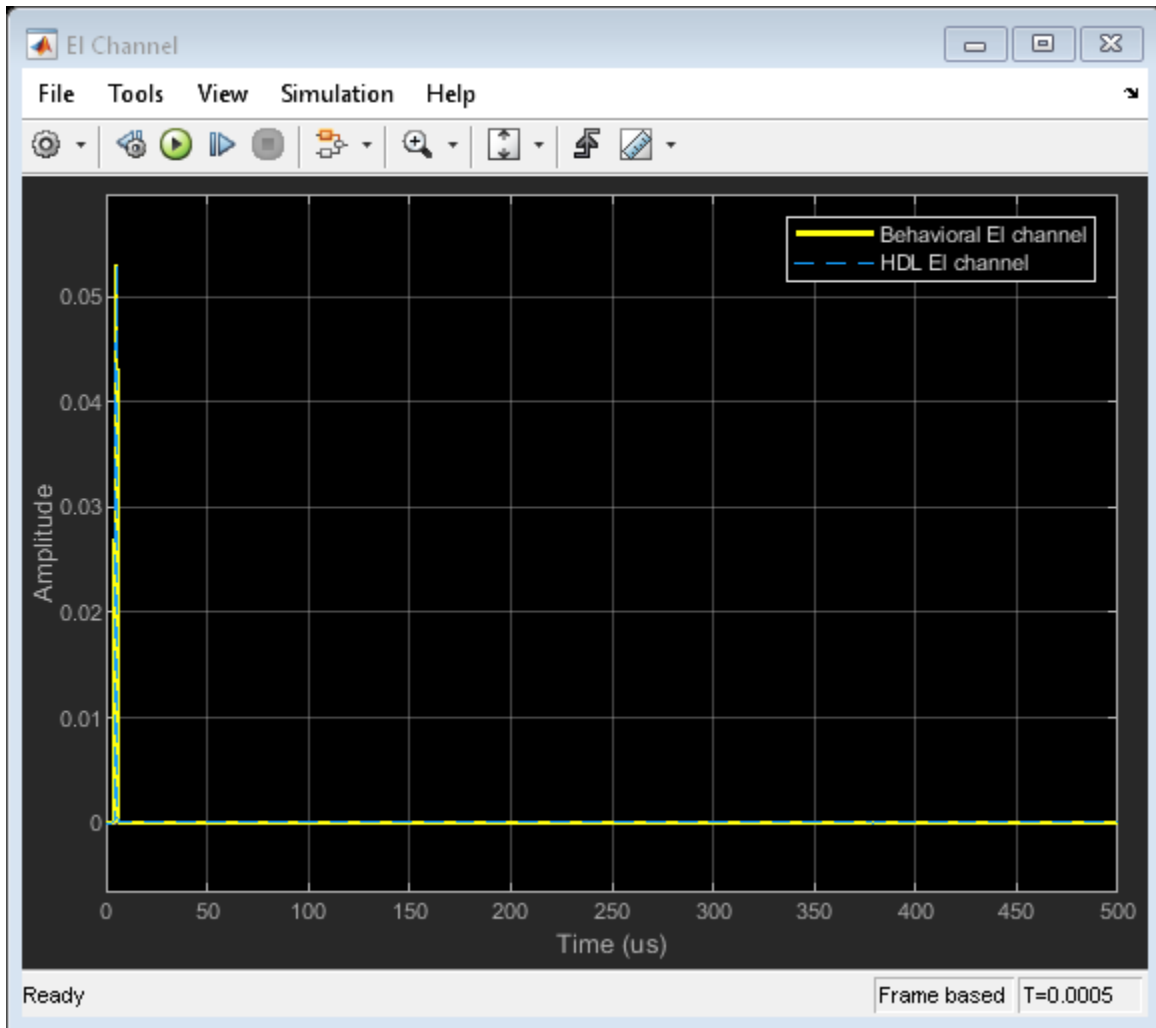 El Channel
File Tools View Simulation Help
Behavioral El channel
HDL El channel
0.05
0.04
0.03
0.02
0.01
0
Amplitude
0 50 100 150 200 250 300 350 400 450 500
Time (us)
Ready Frame based T=0.0005